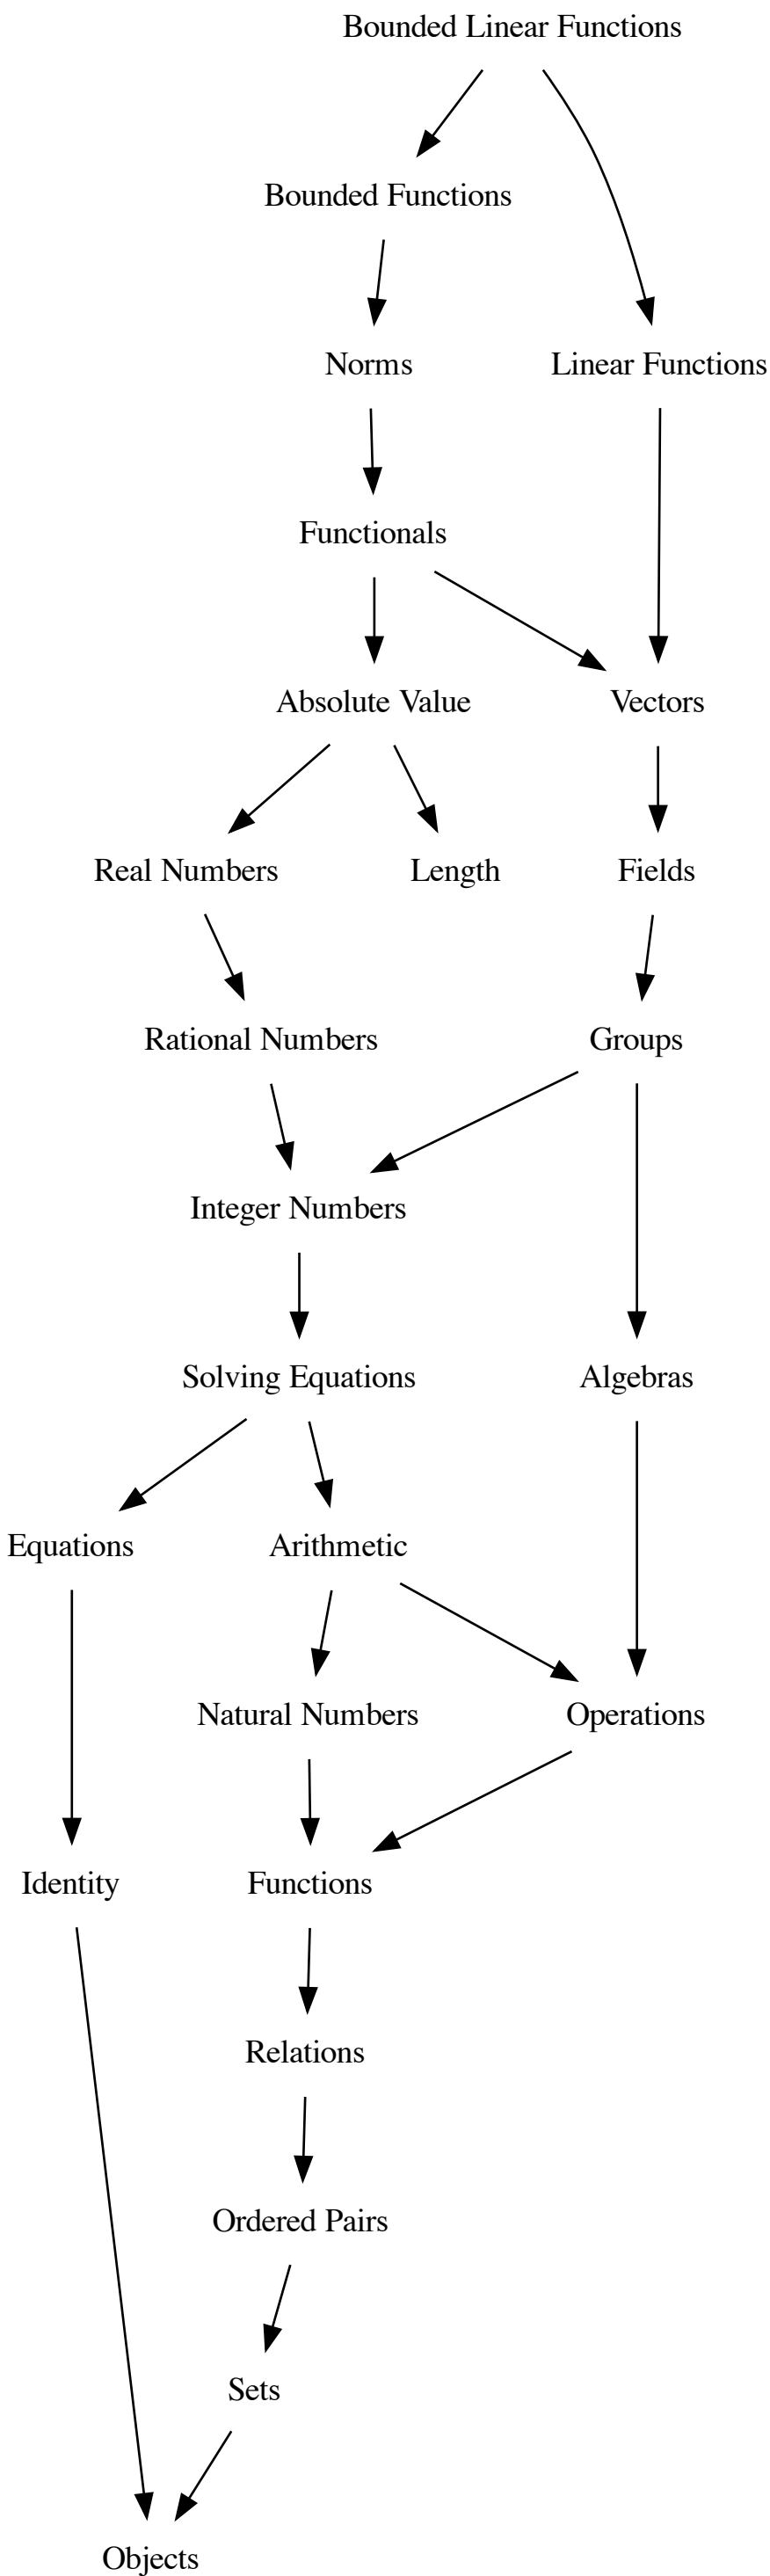 Bounded Linear Functions
Bounded Functions
Norms
Linear Functions
Functionals
Absolute Value
Vectors
Real Numbers
Length
Fields
Rational Numbers
Groups
Integer Numbers
Solving Equations
Algebras
Equations
Arithmetic
Natural Numbers
Operations
Identity
Functions
Relations
Ordered Pairs
Sets
Objects